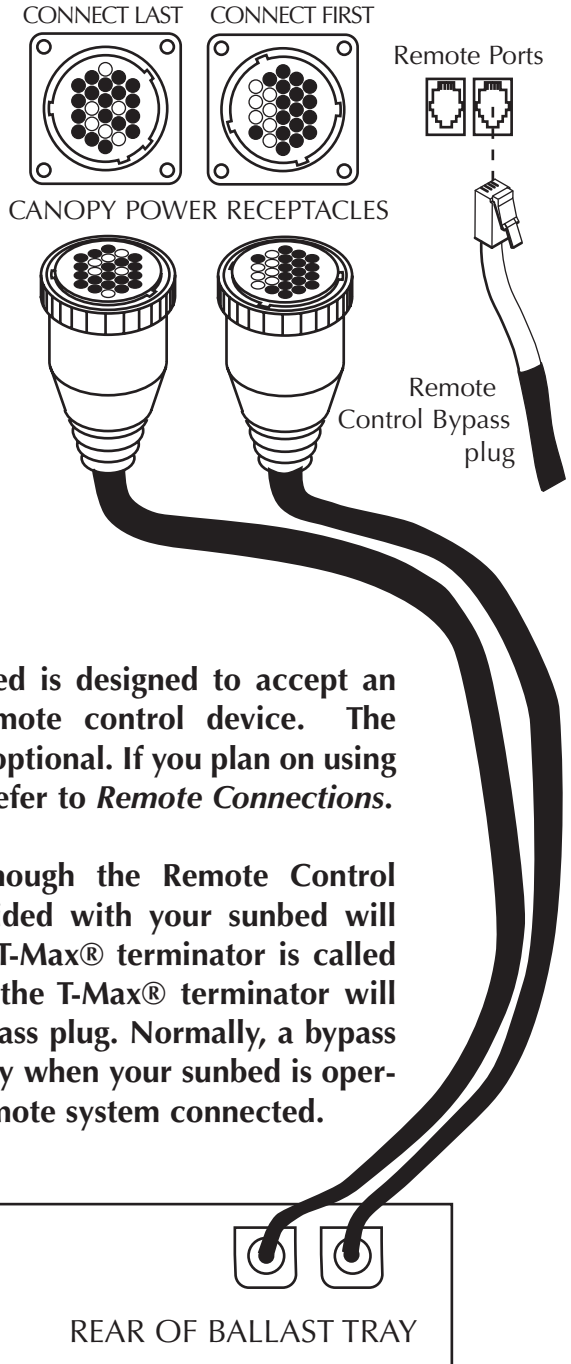 CONNECT LAST CONNECT FIRST
Remote Ports
CANOPY POWER RECEPTACLES
Remote
Control Bypass
plug
ed is designed to accept an
mote control device. The
optional. If you plan on using
efer to Remote Connections.
hough the Remote Control
ided with your sunbed will
T-Max® terminator is called
the T-Max® terminator will
ass plug. Normally, a bypass
y when your sunbed is oper-
mote system connected.
REAR OF BALLAST TRAY